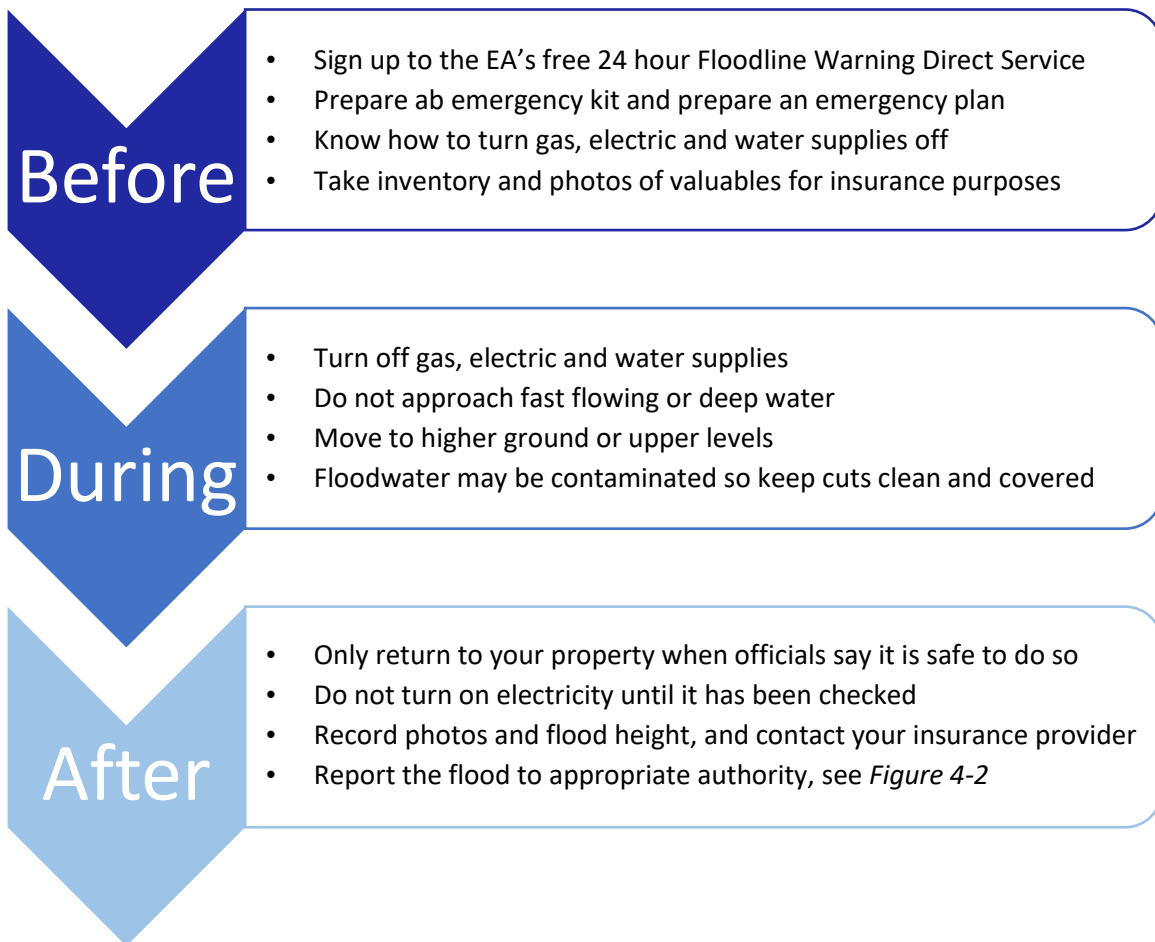 Before
• Sign up to the EA’s free 24 hour Floodline Warning Direct Service
• Prepare ab emergency kit and prepare an emergency plan
• Know how to turn gas, electric and water supplies off
• Take inventory and photos of valuables for insurance purposes
During
• Turn off gas, electric and water supplies
• Do not approach fast flowing or deep water
• Move to higher ground or upper levels
• Floodwater may be contaminated so keep cuts clean and covered
After
• Only return to your property when officials say it is safe to do so
• Do not turn on electricity until it has been checked
• Record photos and flood height, and contact your insurance provider
• Report the flood to appropriate authority, see Figure 4-2